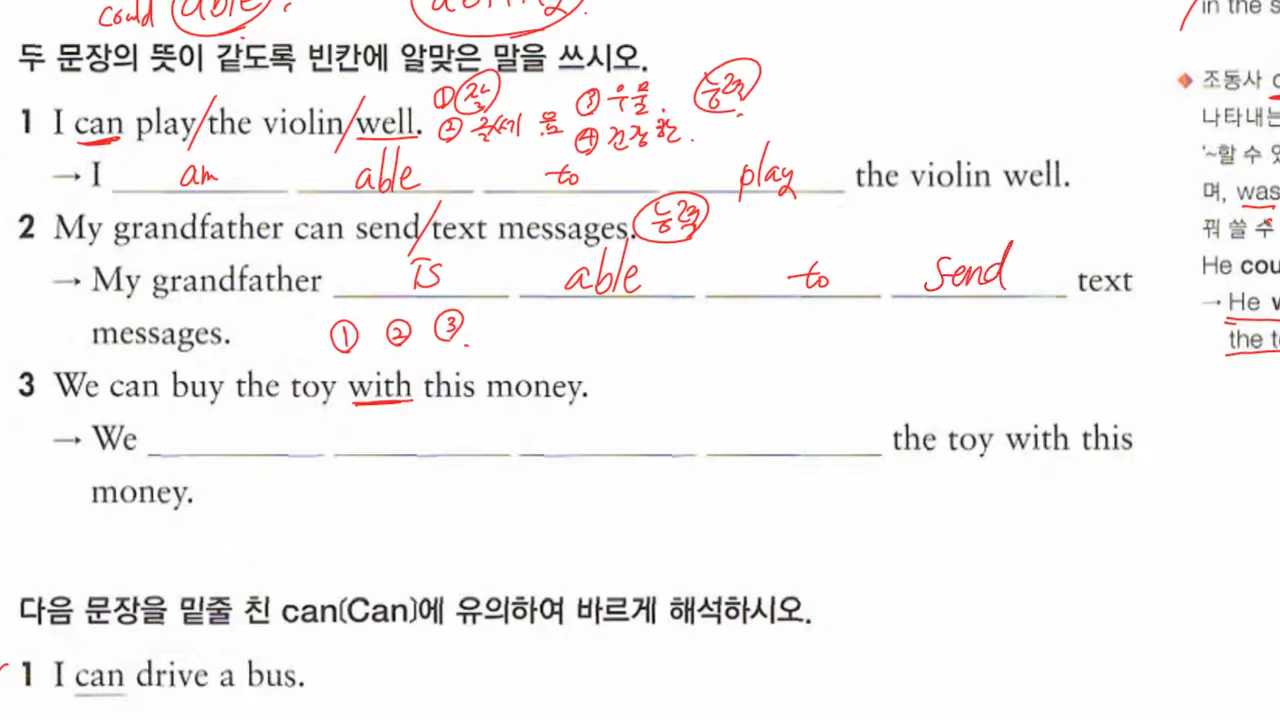 could able.
in the s
두 문장의 뜻이 같도록 빈칸에 알맞은 말을 쓰시오.
①잘 ③우물. 능력.
1 I can play/the violin/well. ②글쓰기 ④건강한.
→ I am able to play the violin well.
2 My grandfather can send/text messages. 능력
→ My grandfather is able to send text
messages. ① ② ③.
3 We can buy the toy with this money.
→ We the toy with this
money.
다음 문장을 밑줄 친 can(Can)에 유의하여 바르게 해석하시오.
1 I can drive a bus.
조동사
나타내는
'~할 수 있
며, was
꿔 쓸 수
He cou
→ He w
the t